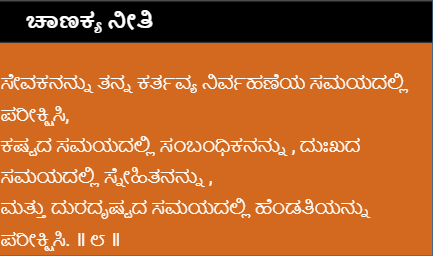 ಚಾಣಕ್ಯ ನೀತಿ
ಸೇವಕನನ್ನು ತನ್ನ ಕರ್ತವ್ಯ ನಿರ್ವಹಣೆಯ ಸಮಯದಲ್ಲಿ
ಪರೀಕ್ಷಿಸಿ,
ಕಷ್ಟದ ಸಮಯದಲ್ಲಿ ಸಂಬಂಧಿಕನನ್ನು , ದುಃಖದ
ಸಮಯದಲ್ಲಿ ಸ್ನೇಹಿತನನ್ನು ,
ಮತ್ತು ದುರದೃಷ್ಟದ ಸಮಯದಲ್ಲಿ ಹೆಂಡತಿಯನ್ನು
ಪರೀಕ್ಷಿಸಿ. ॥ ೮ ॥